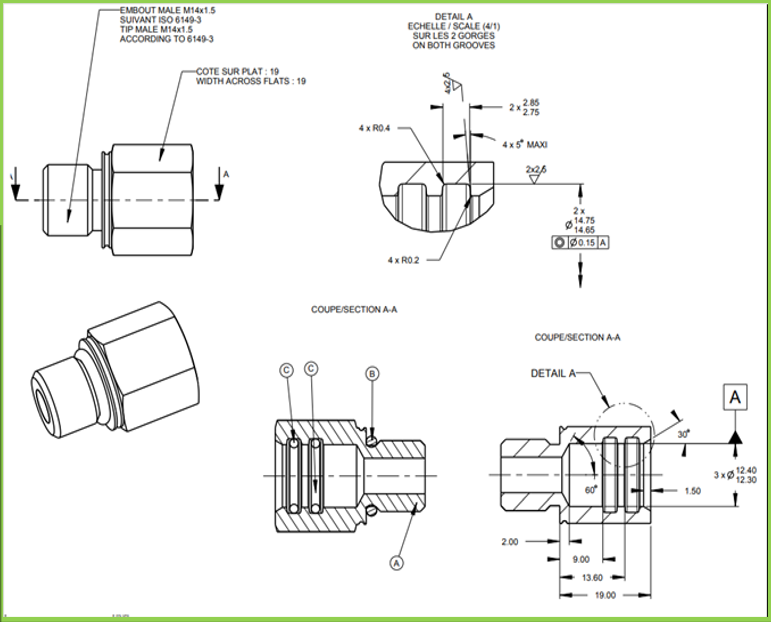 EMBOUT MALE M14x1.5
SUIVANT ISO 6149-3
TIP MALE M14x1.5
ACCORDING TO 6149-3
COTE SUR PLAT : 19
WIDTH ACROSS FLATS : 19
A
A
DETAIL A
ECHELLE / SCALE (4/1)
SUR LES 2 GORGES
ON BOTH GROOVES
4x2.5
2 x 2.85
2.75
4 x R0.4
4 x 5° MAXI
2x2.5
2 x
Ø 14.75
14.65
Ø 0.15 A
4 x R0.2
COUPE/SECTION A-A
C
C
B
A
COUPE/SECTION A-A
DETAIL A
A
30°
3 x Ø 12.40
12.30
60°
1.50
2.00
9.00
13.60
19.00